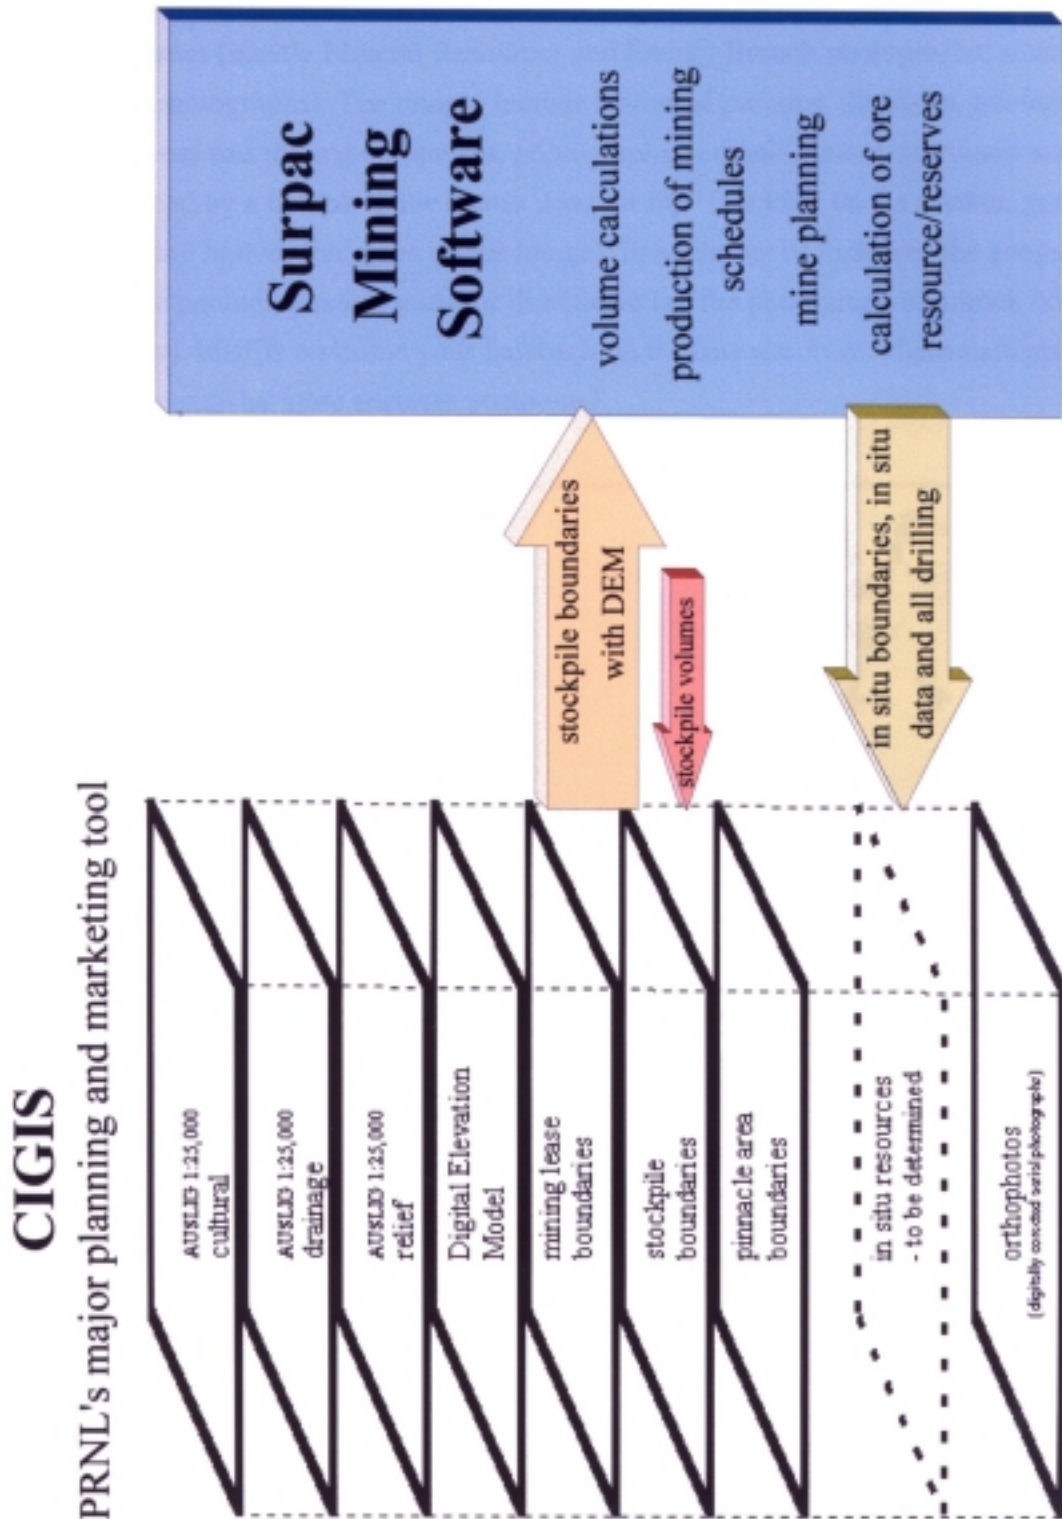 CIGIS
PRNL's major planning and marketing tool
AUSLIG 1:25,000
cultural
AUSLIG 1:25,000
drainage
AUSLIG 1:25,000
relief
Digital Elevation
Model
mining lease
boundaries
stockpile
boundaries
pinnacle area
boundaries
in situ resources
- to be determined
orthophotos
(digitally corrected aerial photographs)
stockpile boundaries
with DEM
stockpile volumes
in situ boundaries, in situ
data and all drilling
Surpac
Mining
Software
volume calculations
production of mining
schedules
mine planning
calculation of ore
resource/reserves